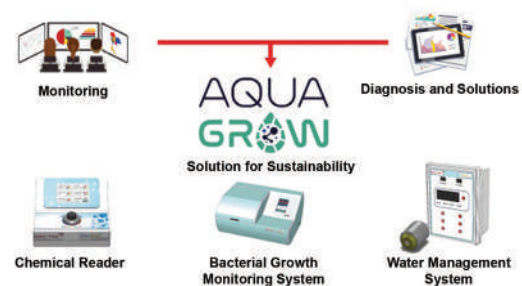 Monitoring
Diagnosis and Solutions
AQUA
GROW
Solution for Sustainability
Chemical Reader
Bacterial Growth
Monitoring System
Water Management
System